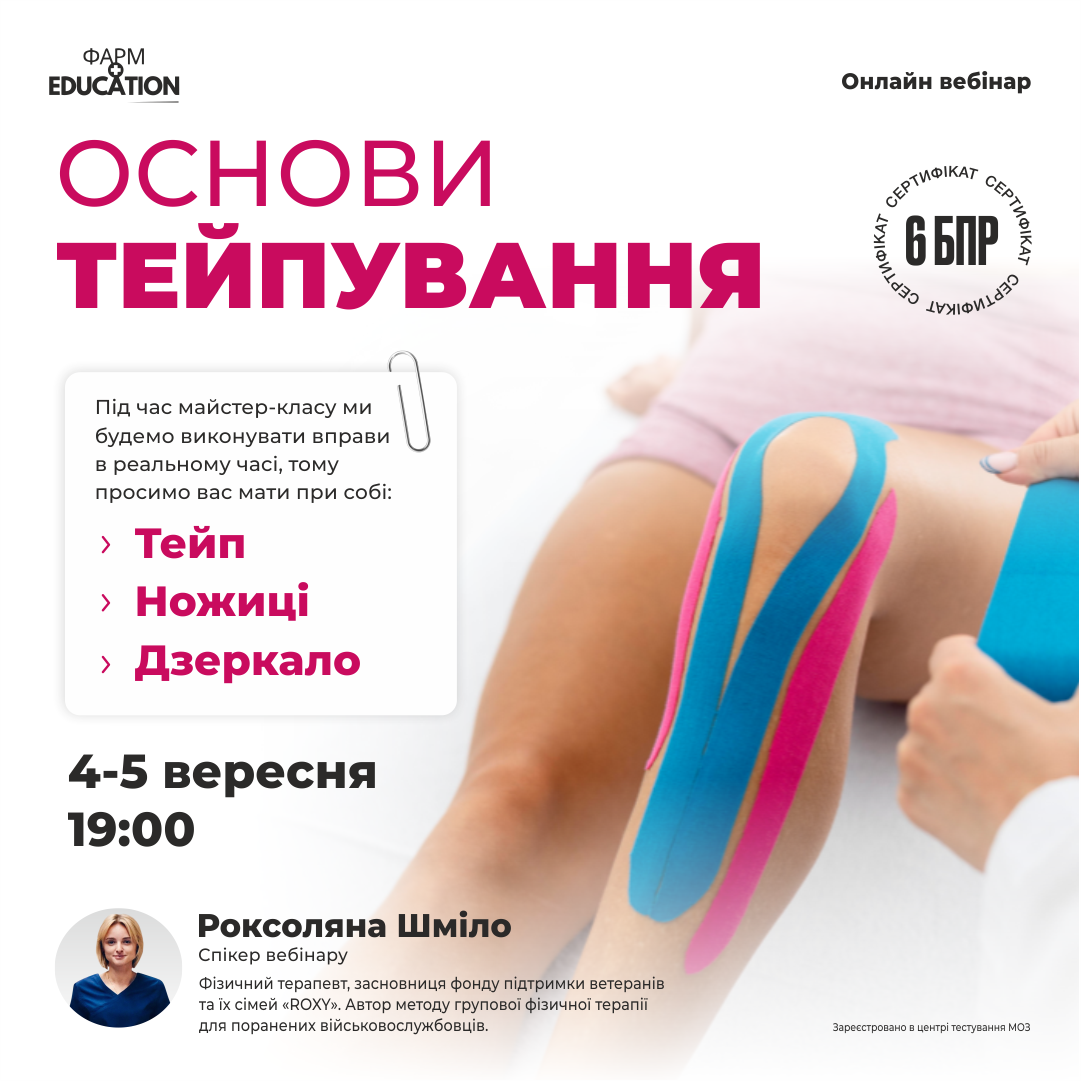 ФАРМ
EDUCATION
Онлайн вебінар
ОСНОВИ
ТЕЙПУВАННЯ
СЕРТИФІКАТ СЕРТИФІКАТ СЕРТИФІКАТ СЕРТИФІКАТ
6 БПР
Під час майстер-класу ми
будемо виконувати вправи
в реальному часі, тому
просимо вас мати при собі:
› Тейп
› Ножиці
› Дзеркало
4-5 вересня
19:00
Роксоляна Шміло
Спікер вебінару
Фізичний терапевт, засновниця фонду підтримки ветеранів
та їх сімей «ROXY». Автор методу групової фізичної терапії
для поранених військовослужбовців.
Зареєстровано в центрі тестування МОЗ